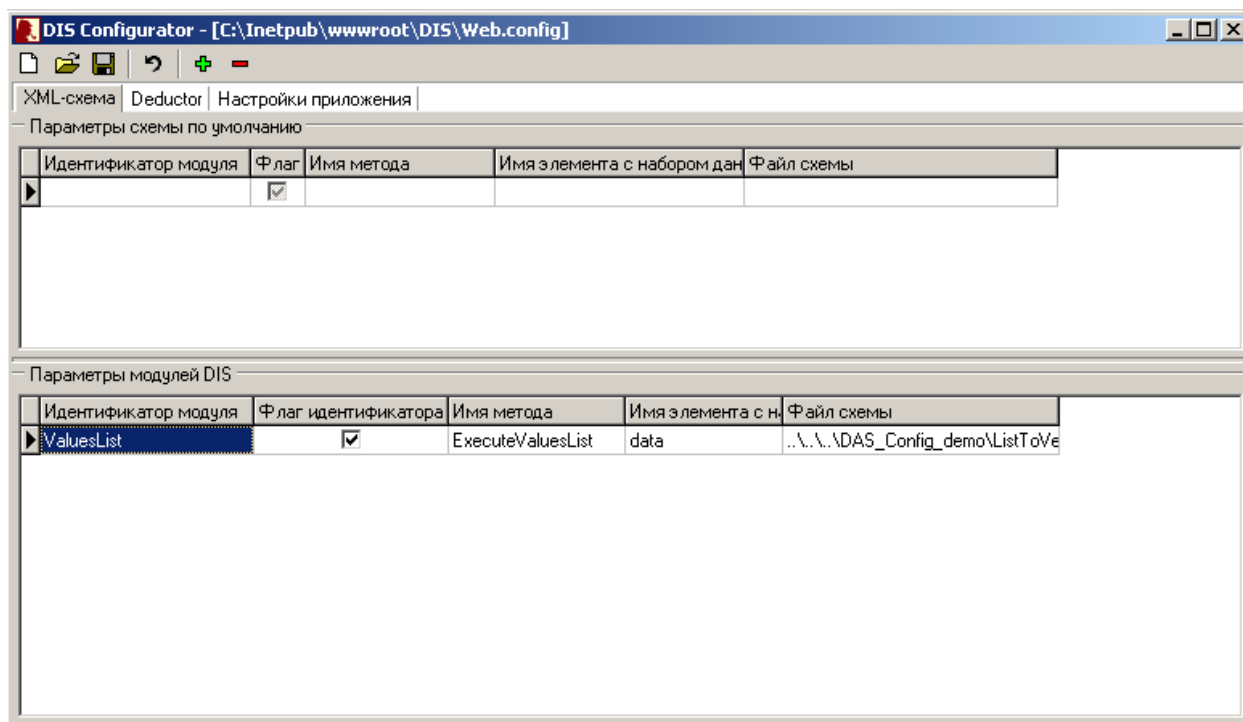 DIS Configurator - [C:\Inetpub\wwwroot\DIS\Web.config]
XML-схема Deductor Настройки приложения
Параметры схемы по умолчанию
Идентификатор модуля Флаг Имя метода Имя элемента с набором дан Файл схемы
Параметры модулей DIS
Идентификатор модуля Флаг идентификатора Имя метода Имя элемента с на Файл схемы
ValuesList ExecuteValuesList data ..\..\..\DAS_Config_demo\ListToVe